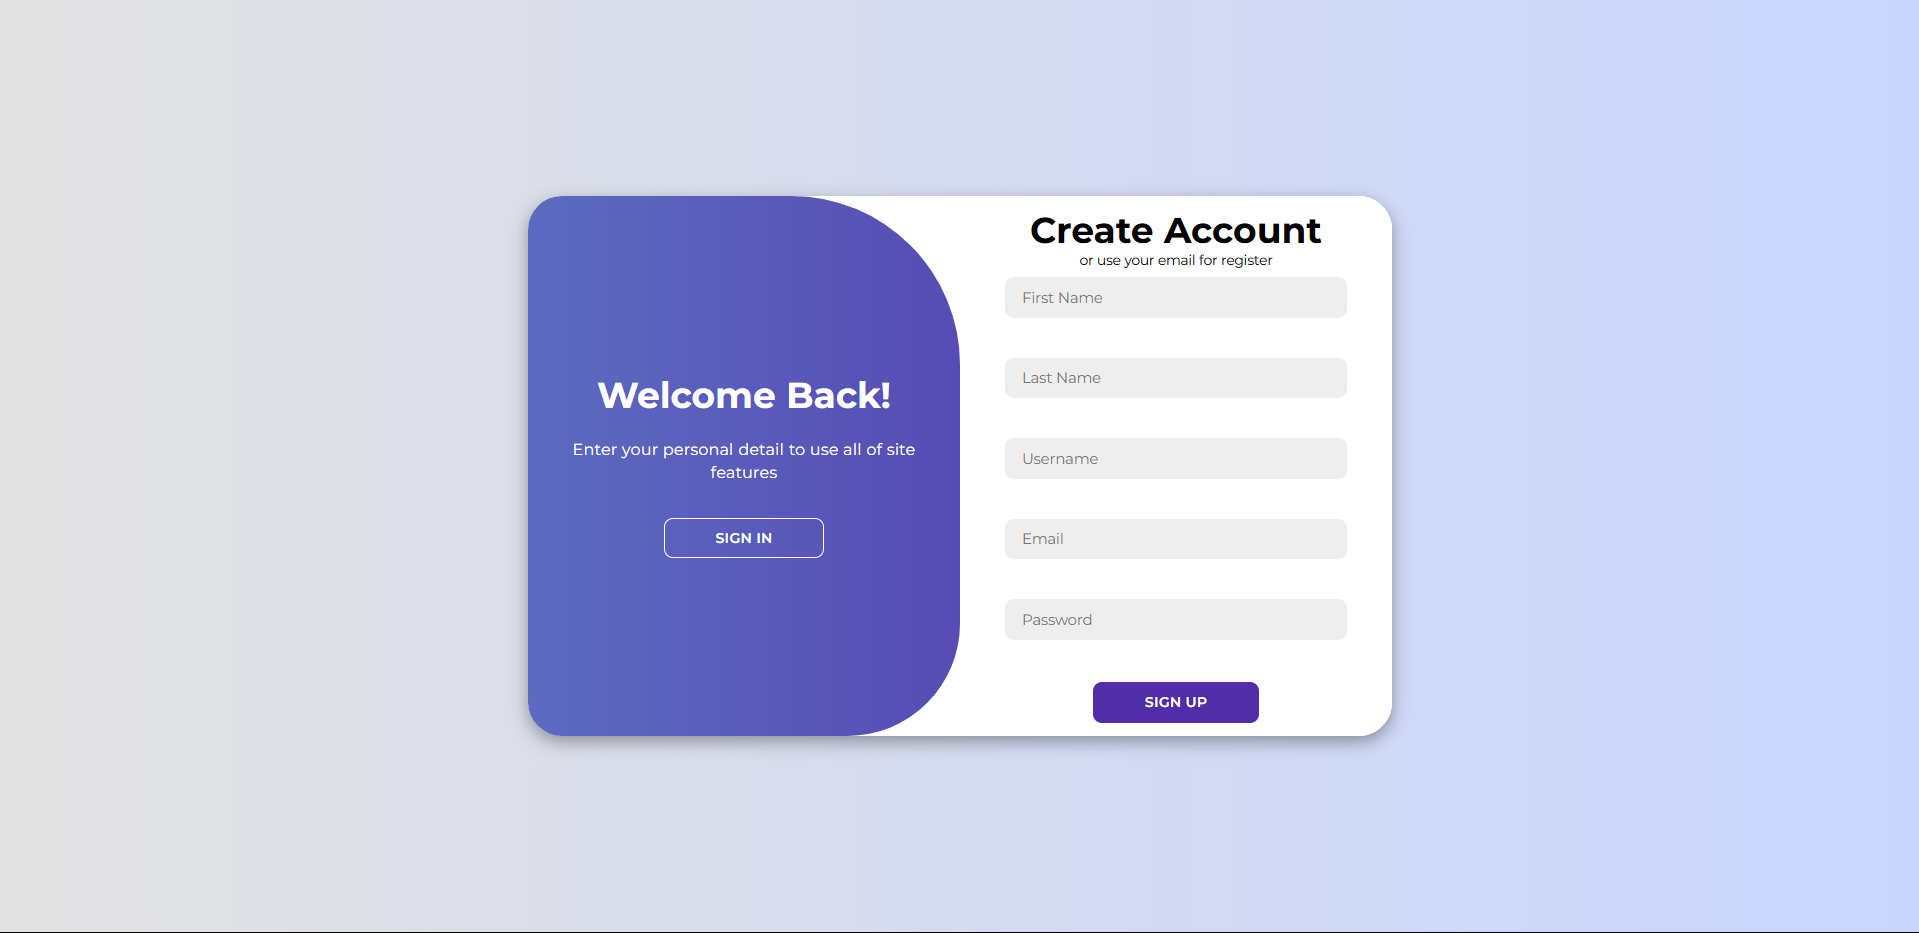 Welcome Back!
Enter your personal detail to use all of site
features
SIGN IN
Create Account
or use your email for register
First Name
Last Name
Username
Email
Password
SIGN UP